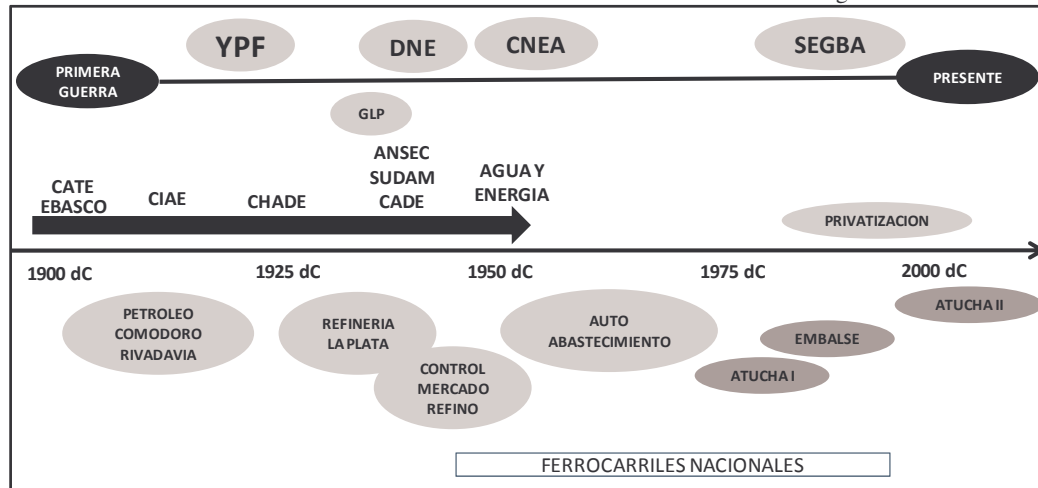 YPF
DNE
CNEA
SEGBA
PRIMERA
GUERRA
PRESENTE
GLP
CATE
EBASCO
CIAE
CHADE
ANSEC
SUDAM
CADE
AGUA Y
ENERGIA
PRIVATIZACION
1900 dC
1925 dC
1950 dC
1975 dC
2000 dC
PETROLEO
COMODORO
RIVADAVIA
REFINERIA
LA PLATA
CONTROL
MERCADO
REFINO
AUTO
ABASTECIMIENTO
ATUCHA I
EMBALSE
ATUCHA II
FERROCARRILES NACIONALES